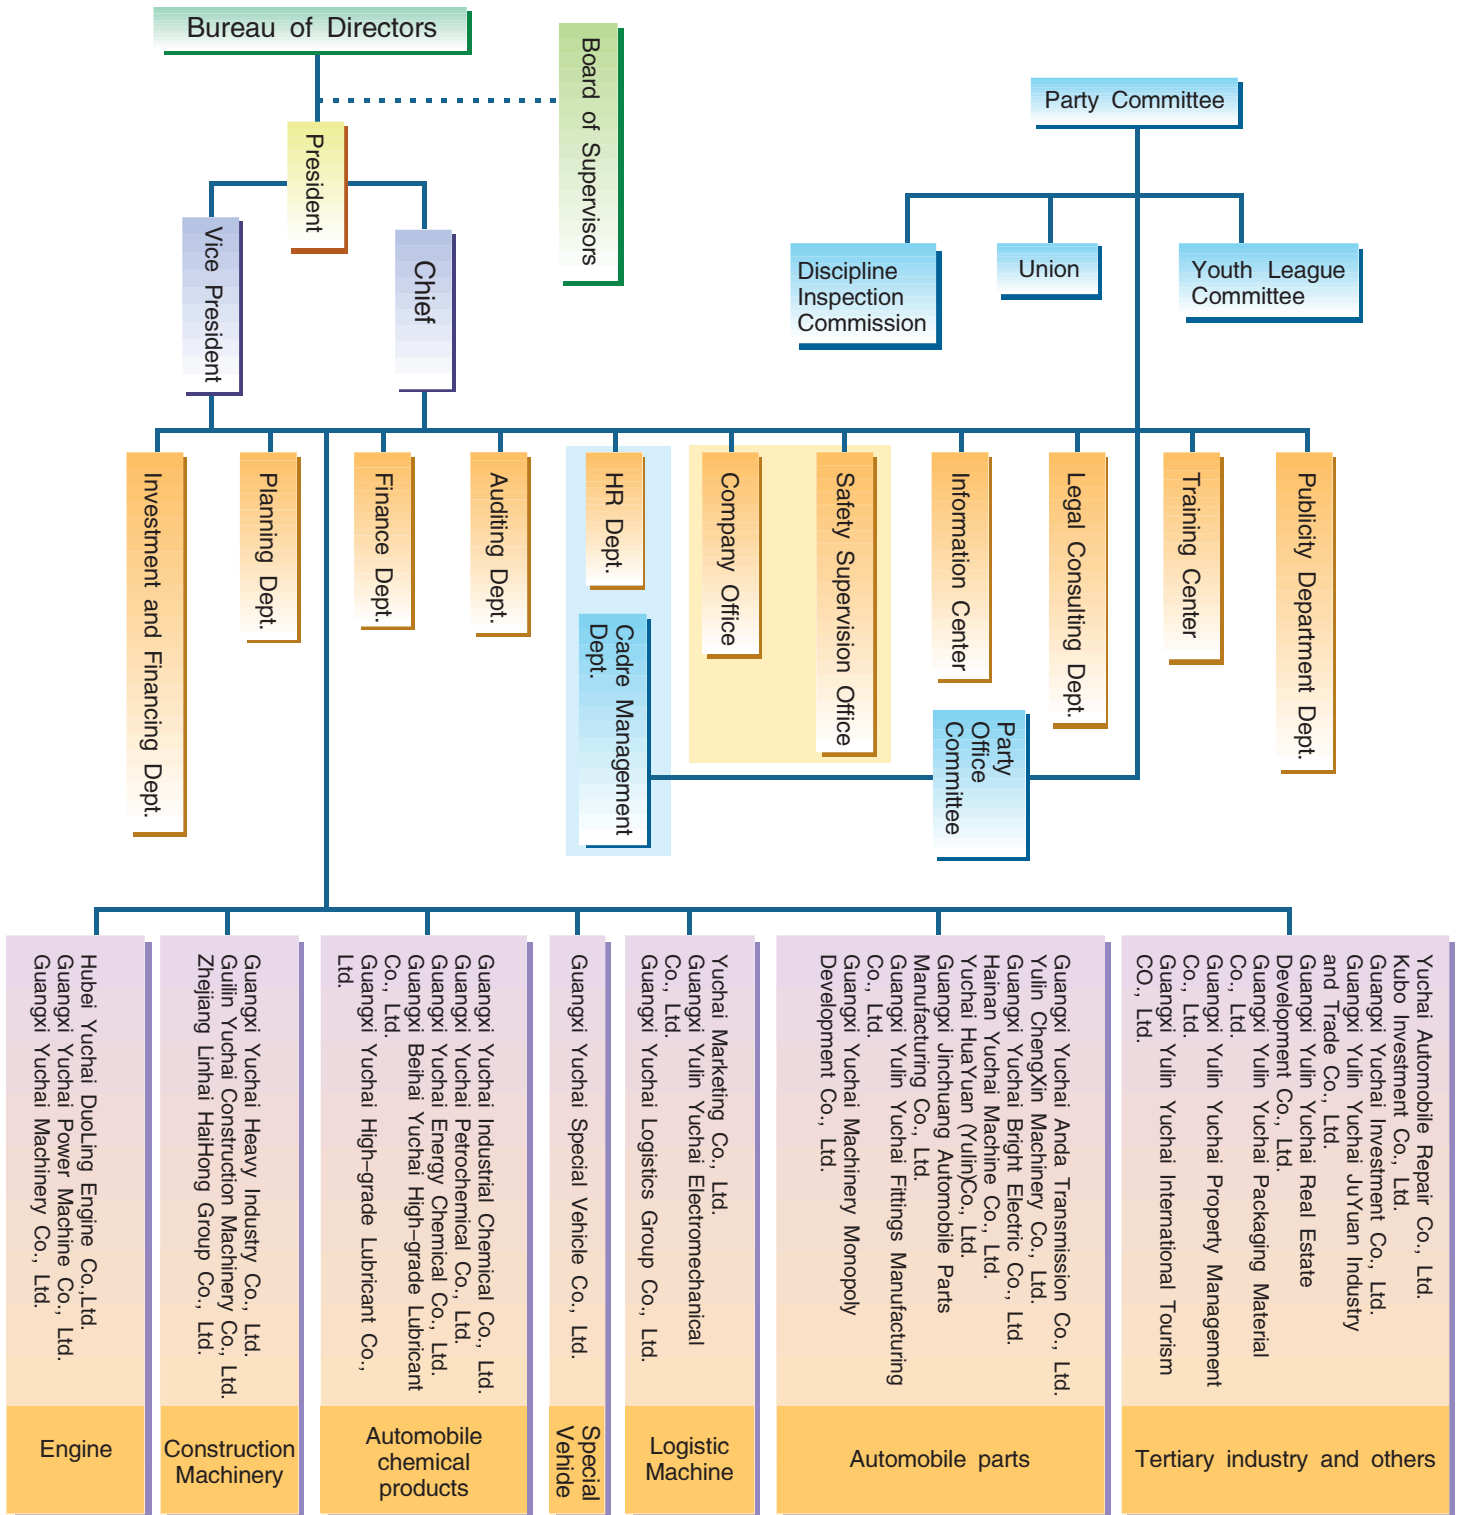 Bureau of Directors
Board of Supervisors
Party Committee
President
Vice President
Chief
Discipline
Inspection
Commission
Union
Youth League
Committee
Investment and Financing Dept.
Planning Dept.
Finance Dept.
Auditing Dept.
HR Dept.
Company Office
Safety Supervision Office
Information Center
Legal Consulting Dept.
Training Center
Publicity Department Dept.
Cadre Management
Dept.
Party
Office
Committee
Hubei Yuchai DuoLing Engine Co.,Ltd.
Guangxi Yuchai Power Machine Co., Ltd.
Guangxi Yuchai Machinery Co., Ltd.
Engine
Guangxi Yuchai Heavy Industry Co., Ltd.
Guilin Yuchai Construction Machinery Co., Ltd.
Zhejiang Linhai HaiHong Group Co., Ltd.
Construction
Machinery
Guangxi Yuchai Industrial Chemical Co., Ltd.
Guangxi Yuchai Petrochemical Co., Ltd.
Guangxi Yuchai Energy Chemical Co., Ltd.
Guangxi Beihai Yuchai High-grade Lubricant
Co., Ltd.
Guangxi Yuchai High-grade Lubricant Co.,
Ltd.
Automobile
chemical
products
Guangxi Yuchai Special Vehicle Co., Ltd.
Special
Vehide
Yuchai Marketing Co., Ltd.
Guangxi Yulin Yuchai Electromechanical
Co., Ltd.
Guangxi Yuchai Logistics Group Co., Ltd.
Logistic
Machine
Guangxi Yuchai Anda Transmission Co., Ltd.
Yulin ChengXin Machinery Co., Ltd.
Guangxi Yuchai Bright Electric Co., Ltd.
Hainan Yuchai Machine Co., Ltd.
Yuchai HuaYuan (Yulin)Co., Ltd.
Guangxi Jinchuang Automobile Parts
Manufacturing Co., Ltd.
Guangxi Yulin Yuchai Fittings Manufacturing
Co., Ltd.
Guangxi Yuchai Machinery Monopoly
Development Co., Ltd.
Automobile parts
Yuchai Automobile Repair Co., Ltd.
Kubo Investment Co., Ltd.
Guangxi Yuchai Investment Co., Ltd.
Guangxi Yulin Yuchai JuYuan Industry
and Trade Co., Ltd.
Guangxi Yulin Yuchai Real Estate
Development Co., Ltd.
Guangxi Yulin Yuchai Packaging Material
Co., Ltd.
Guangxi Yulin Yuchai Property Management
Co., Ltd.
Guangxi Yulin Yuchai International Tourism
CO., Ltd.
Tertiary industry and others